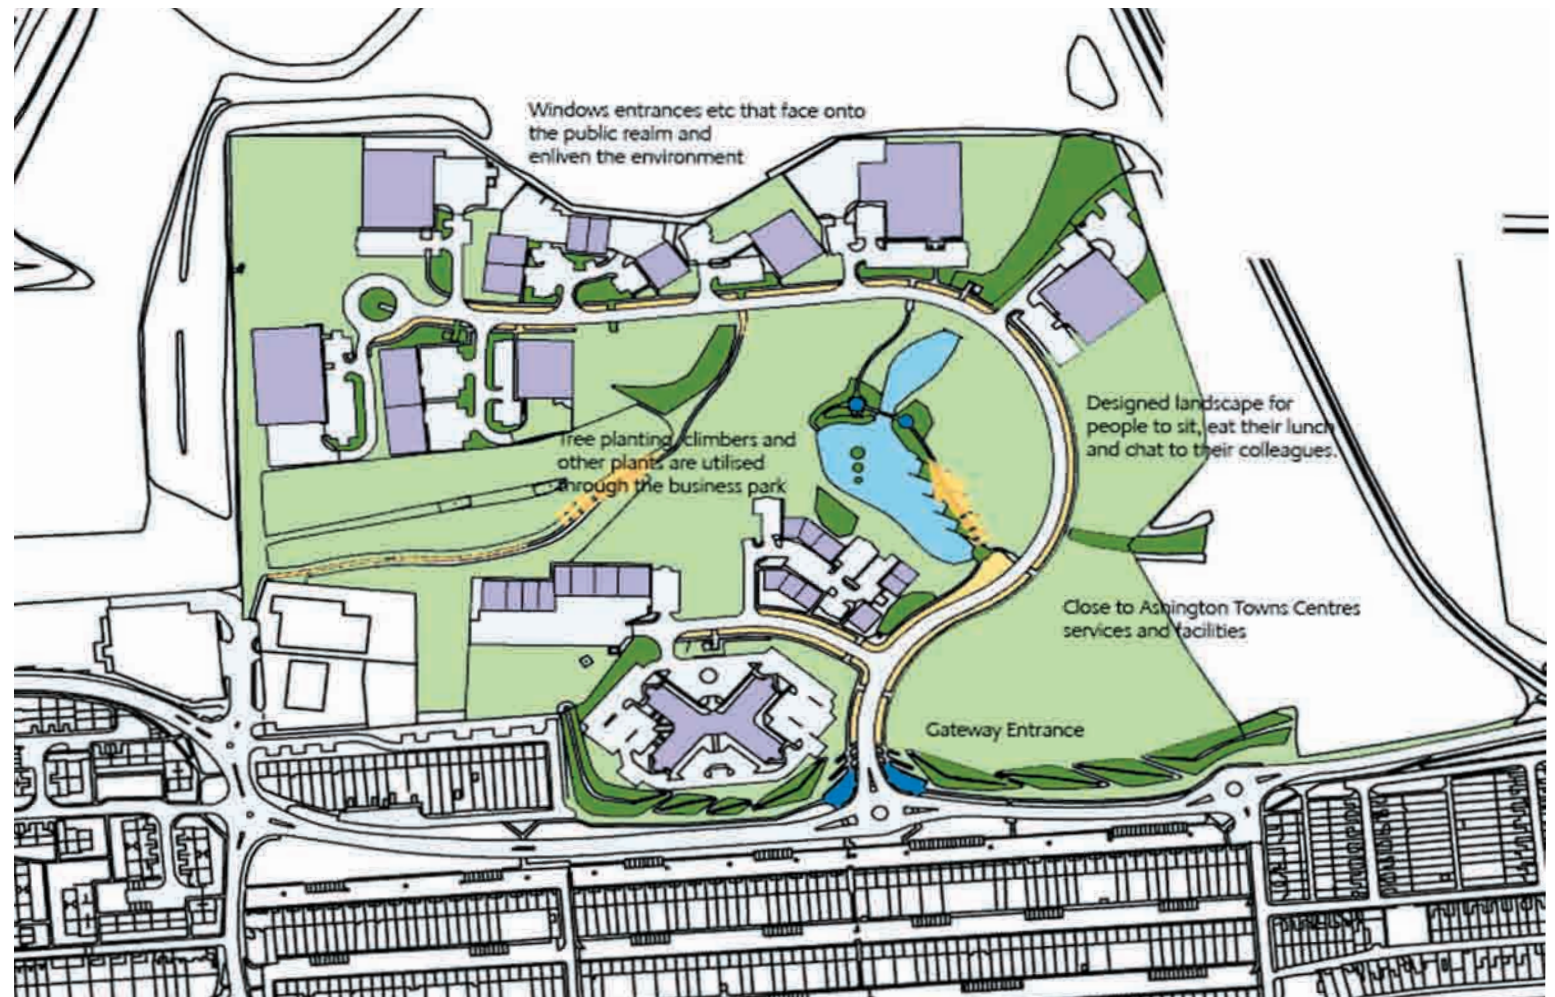 Windows entrances etc that face onto
the public realm and
enliven the environment
Designed landscape for
people to sit, eat their lunch
and chat to their colleagues.
Tree planting, climbers and
other plants are utilised
through the business park
Close to Ashington Towns Centres
services and facilities
Gateway Entrance